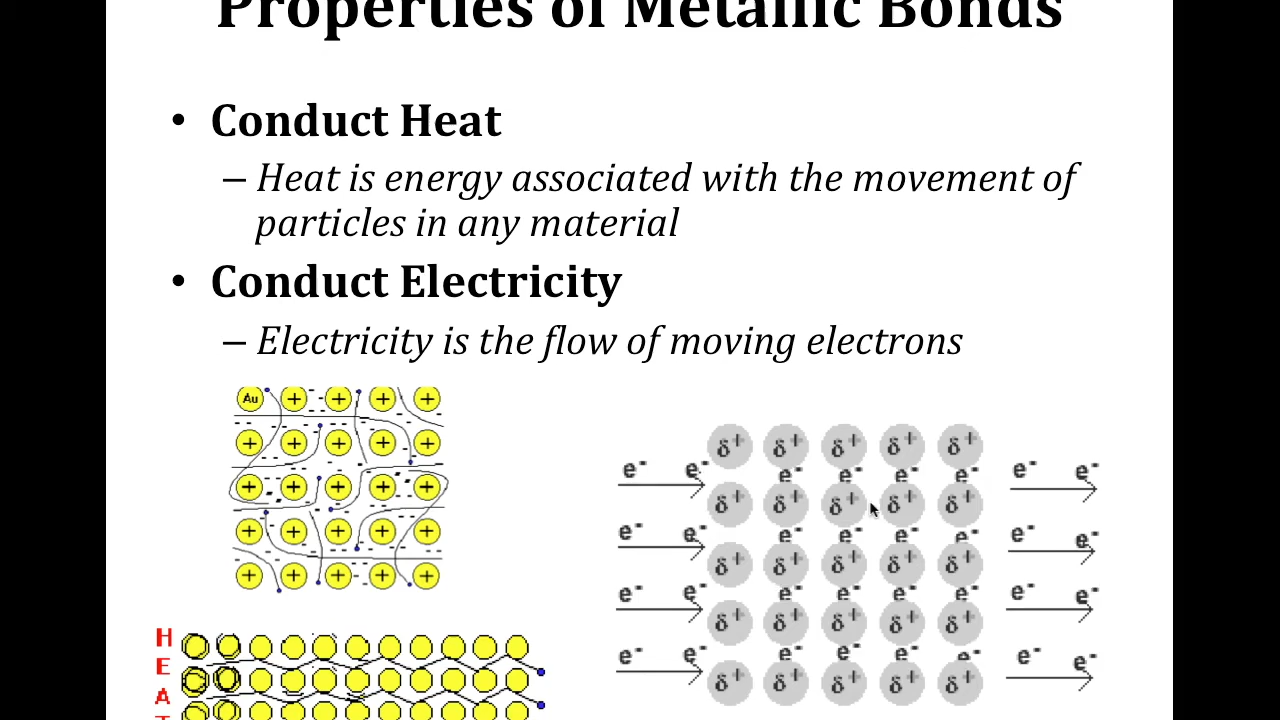 Properties of Metallic Bonds
• Conduct Heat
– Heat is energy associated with the movement of
particles in any material
• Conduct Electricity
– Electricity is the flow of moving electrons
Au + + + +
+ + + + +
+ + + + +
+ + + + +
+ + + + +
δ+ δ+ δ+ δ+ δ+
e- e- e- e- e- e- e-
δ+ δ+ δ+ δ+ δ+
e- e- e- e- e- e- e- e-
δ+ δ+ δ+ δ+ δ+
e- e- e- e- e- e- e- e-
δ+ δ+ δ+ δ+ δ+
e- e- e- e- e- e- e- e-
δ+ δ+ δ+ δ+ δ+
H
E
A
T